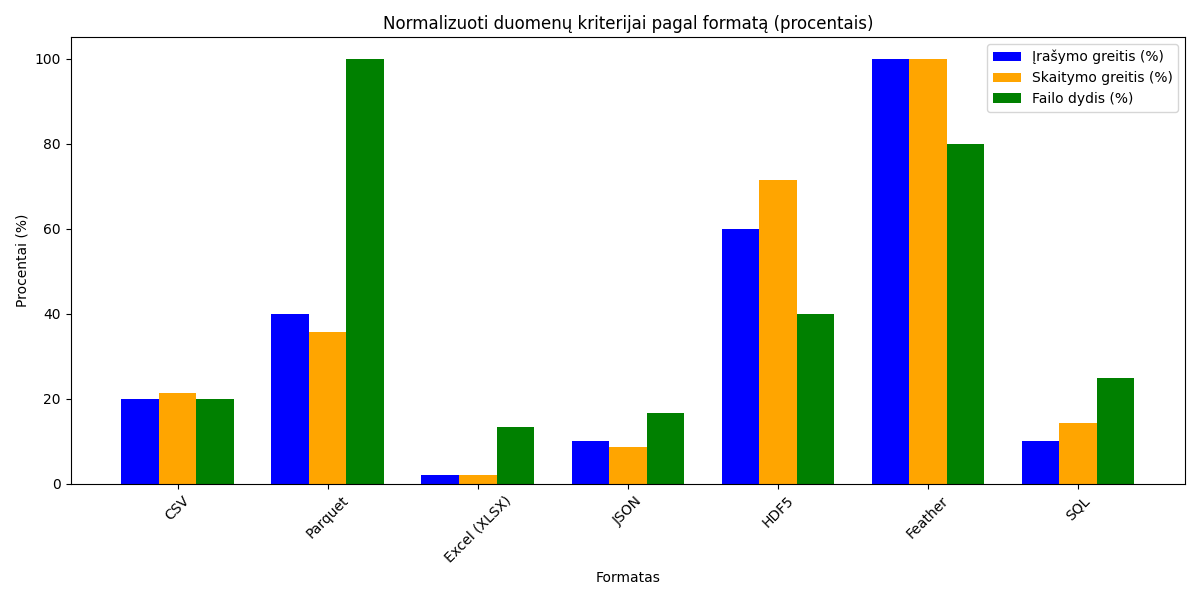 Normalizuoti duomenų kriterijai pagal formatą (procentais)
Įrašymo greitis (%)
Skaitymo greitis (%)
Failo dydis (%)
Procentai (%)
100
80
60
40
20
0
CSV
Parquet
Excel (XLSX)
JSON
HDF5
Feather
SQL
Formatas